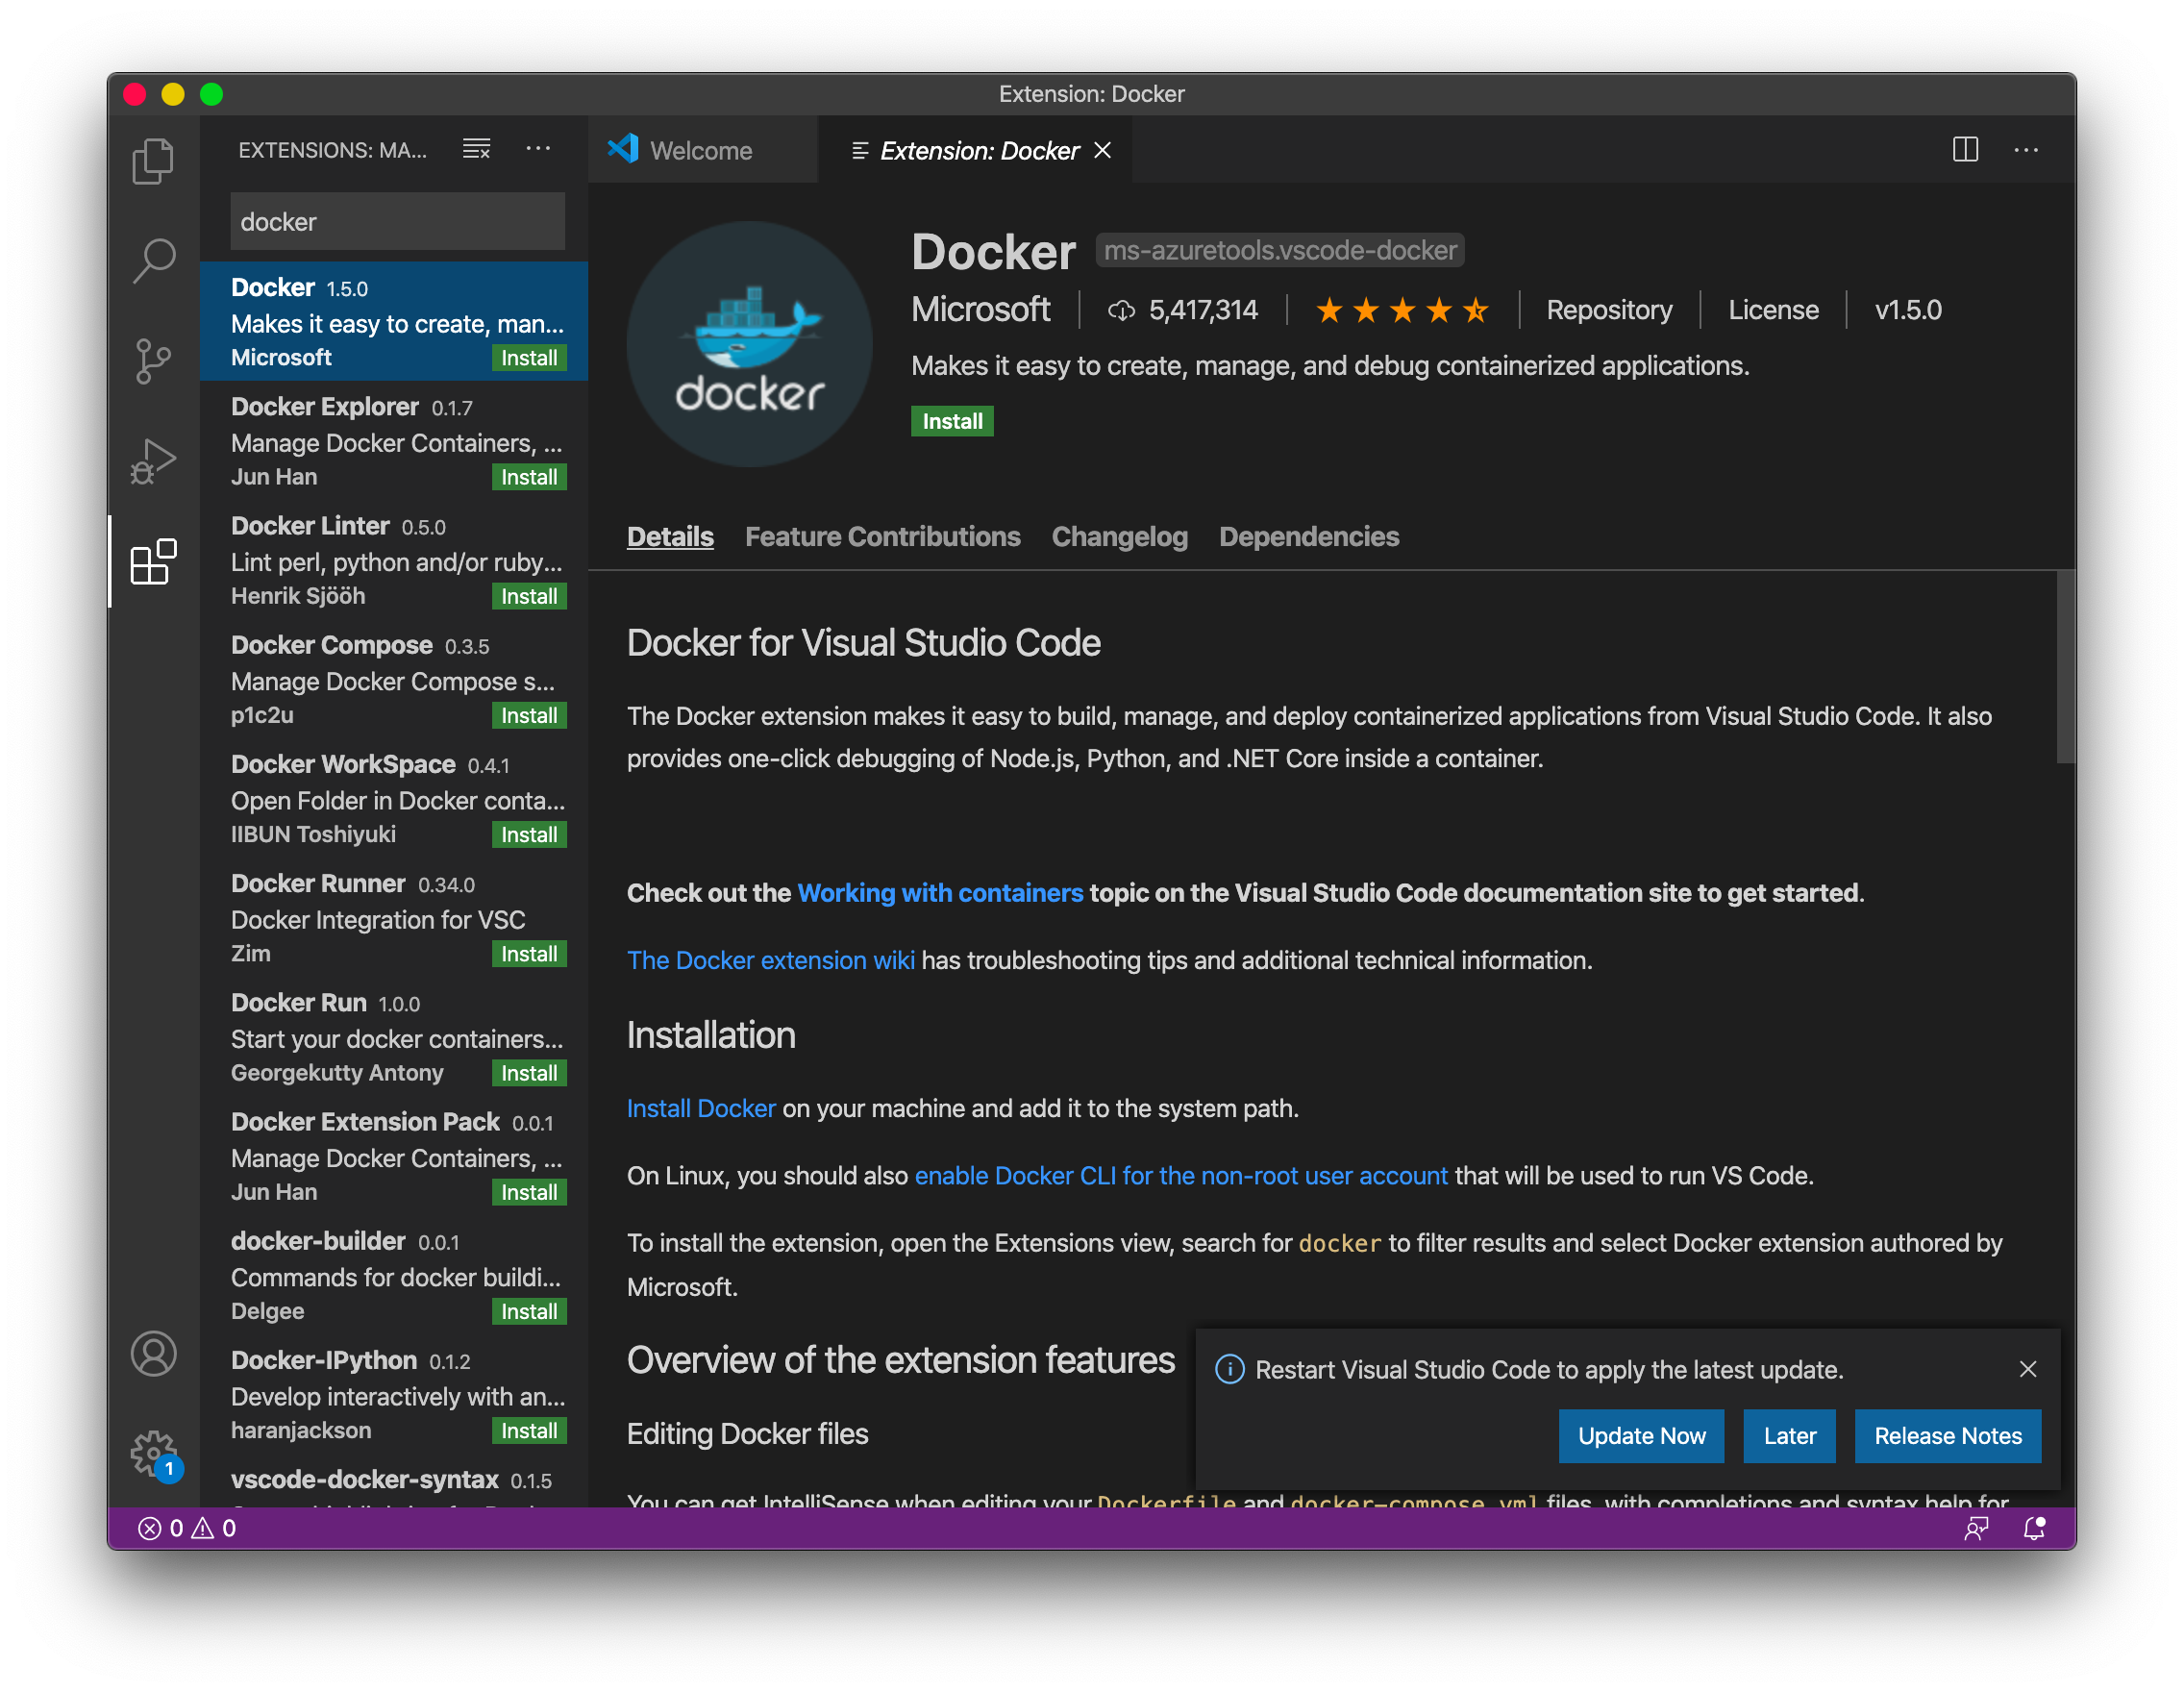 Extension: Docker
EXTENSIONS: MA...
docker
Docker 1.5.0
Makes it easy to create, man...
Microsoft Install
Docker Explorer 0.1.7
Manage Docker Containers, ...
Jun Han Install
Docker Linter 0.5.0
Lint perl, python and/or ruby...
Henrik Sjööh Install
Docker Compose 0.3.5
Manage Docker Compose s...
p1c2u Install
Docker WorkSpace 0.4.1
Open Folder in Docker conta...
IIBUN Toshiyuki Install
Docker Runner 0.34.0
Docker Integration for VSC
Zim Install
Docker Run 1.0.0
Start your docker containers...
Georgekutty Antony Install
Docker Extension Pack 0.0.1
Manage Docker Containers, ...
Jun Han Install
docker-builder 0.0.1
Commands for docker buildi...
Delgee Install
Docker-IPython 0.1.2
Develop interactively with an...
haranjackson Install
vscode-docker-syntax 0.1.5
Welcome
Extension: Docker
docker
Docker ms-azuretools.vscode-docker
Microsoft 5,417,314 Repository License v1.5.0
Makes it easy to create, manage, and debug containerized applications.
Install
Details Feature Contributions Changelog Dependencies
Docker for Visual Studio Code
The Docker extension makes it easy to build, manage, and deploy containerized applications from Visual Studio Code. It also
provides one-click debugging of Node.js, Python, and .NET Core inside a container.
Check out the Working with containers topic on the Visual Studio Code documentation site to get started.
The Docker extension wiki has troubleshooting tips and additional technical information.
Installation
Install Docker on your machine and add it to the system path.
On Linux, you should also enable Docker CLI for the non-root user account that will be used to run VS Code.
To install the extension, open the Extensions view, search for docker to filter results and select Docker extension authored by
Microsoft.
Overview of the extension features
Editing Docker files
You can get IntelliSense when editing your Dockerfile and docker-compose.yml files, with completions and syntax help for
Restart Visual Studio Code to apply the latest update.
Update Now Later Release Notes
1
0 0